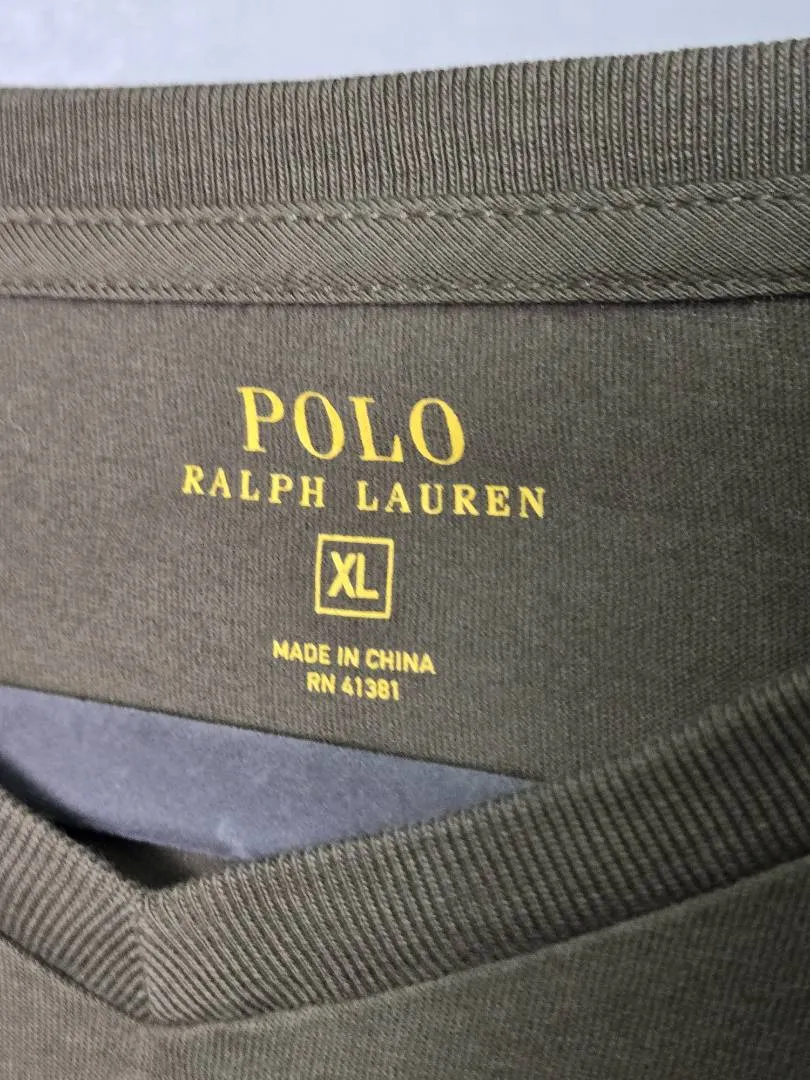 POLO
RALPH LAUREN
XL
MADE IN CHINA
RN 41381